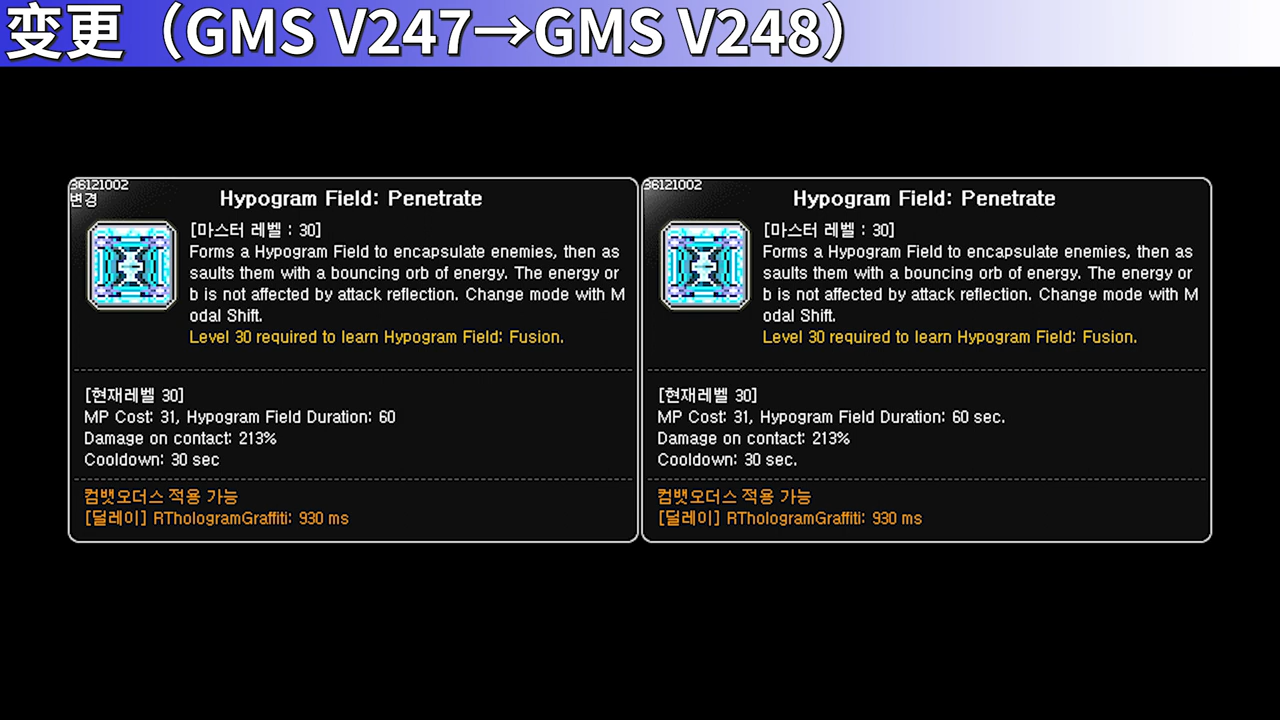 变更（GMS V247→GMS V248）
36121002
변경
Hypogram Field: Penetrate
[마스터 레벨 : 30]
Forms a Hypogram Field to encapsulate enemies, then as
saults them with a bouncing orb of energy. The energy or
b is not affected by attack reflection. Change mode with M
odal Shift.
Level 30 required to learn Hypogram Field: Fusion.
[현재레벨 30]
MP Cost: 31, Hypogram Field Duration: 60
Damage on contact: 213%
Cooldown: 30 sec
컴뱃오더스 적용 가능
[딜레이] RThologramGraffiti: 930 ms
36121002
Hypogram Field: Penetrate
[마스터 레벨 : 30]
Forms a Hypogram Field to encapsulate enemies, then as
saults them with a bouncing orb of energy. The energy or
b is not affected by attack reflection. Change mode with M
odal Shift.
Level 30 required to learn Hypogram Field: Fusion.
[현재레벨 30]
MP Cost: 31, Hypogram Field Duration: 60 sec.
Damage on contact: 213%
Cooldown: 30 sec.
컴뱃오더스 적용 가능
[딜레이] RThologramGraffiti: 930 ms